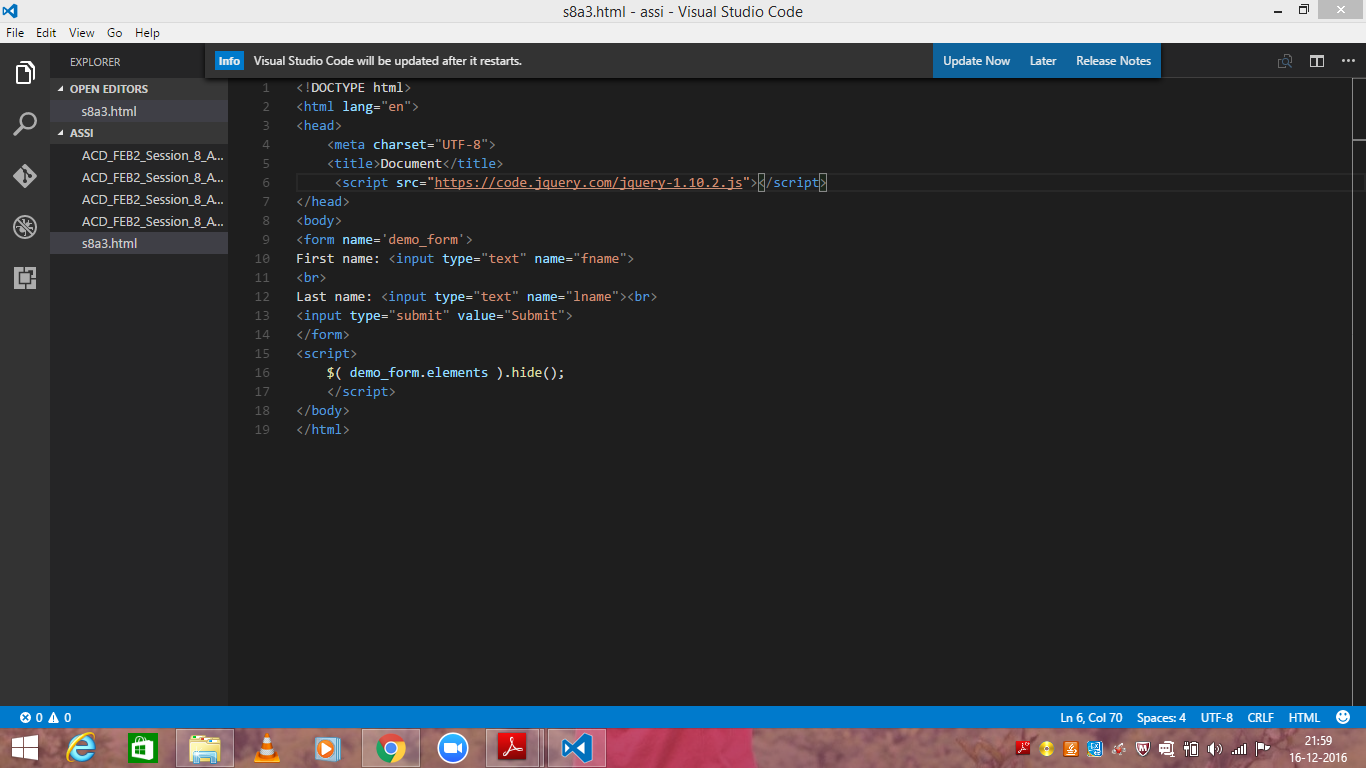 s8a3.html - assi - Visual Studio Code
File Edit View Go Help
EXPLORER
Info Visual Studio Code will be updated after it restarts. Update Now Later Release Notes
OPEN EDITORS
s8a3.html
ASSI
ACD_FEB2_Session_8_A...
ACD_FEB2_Session_8_A...
ACD_FEB2_Session_8_A...
ACD_FEB2_Session_8_A...
s8a3.html
1 <!DOCTYPE html>
2 <html lang="en">
3 <head>
4 <meta charset="UTF-8">
5 <title>Document</title>
6 <script src="https://code.jquery.com/jquery-1.10.2.js"></script>
7 </head>
8 <body>
9 <form name='demo_form'>
10 First name: <input type="text" name="fname">
11 <br>
12 Last name: <input type="text" name="lname"><br>
13 <input type="submit" value="Submit">
14 </form>
15 <script>
16 $( demo_form.elements ).hide();
17 </script>
18 </body>
19 </html>
0 0 Ln 6, Col 70 Spaces: 4 UTF-8 CRLF HTML
21:59
16-12-2016